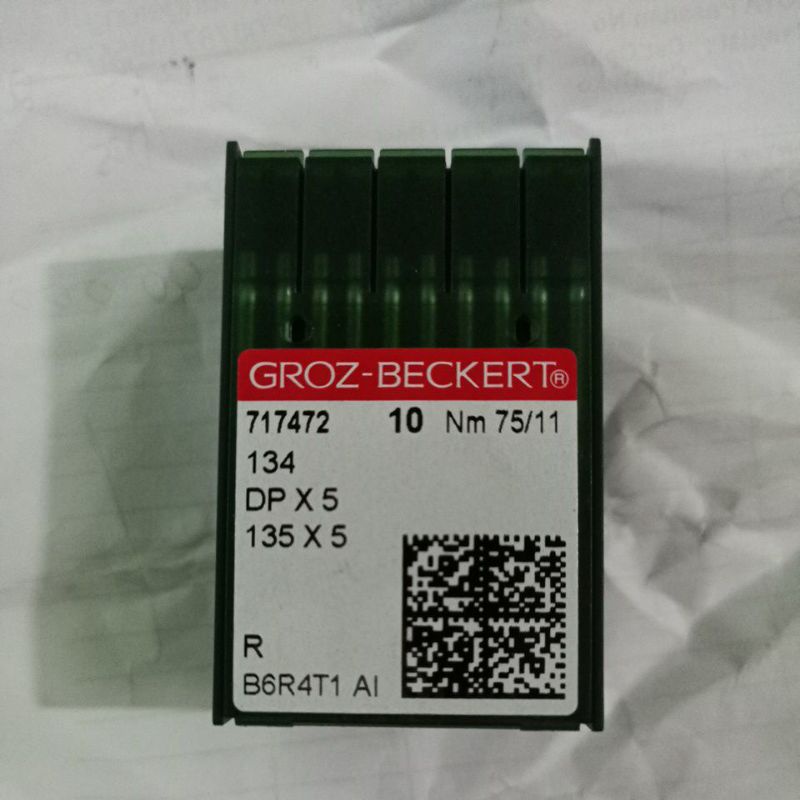 GROZ-BECKERT®
717472 10 Nm 75/11
134
DP X 5
135 X 5
R
B6R4T1 AI